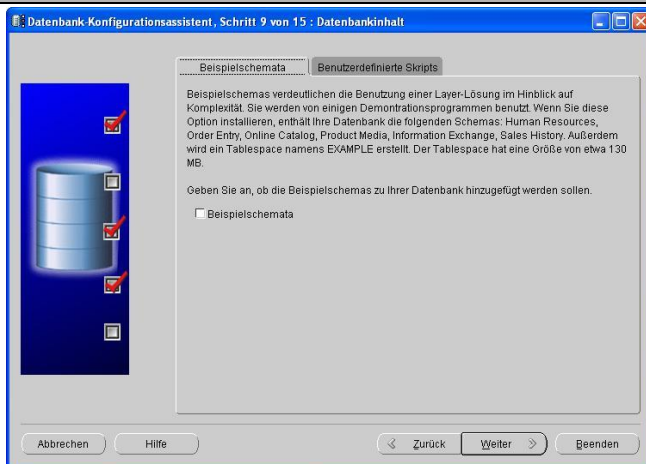 Datenbank-Konfigurationsassistent, Schritt 9 von 15 : Datenbankinhalt
Beispielschemata
Benutzerdefinierte Skripts
Beispielschemas verdeutlichen die Benutzung einer Layer-Lösung im Hinblick auf
Komplexität. Sie werden von einigen Demontrationsprogrammen benutzt. Wenn Sie diese
Option installieren, enthält Ihre Datenbank die folgenden Schemas: Human Resources,
Order Entry, Online Catalog, Product Media, Information Exchange, Sales History. Außerdem
wird ein Tablespace namens EXAMPLE erstellt. Der Tablespace hat eine Größe von etwa 130
MB.
Geben Sie an, ob die Beispielschemas zu Ihrer Datenbank hinzugefügt werden sollen.
Beispielschemata
Abbrechen
Hilfe
Zurück
Weiter
Beenden